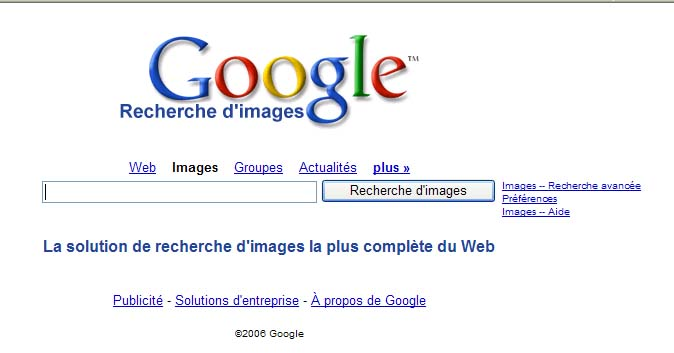 Google™
Recherche d'images
Web Images Groupes Actualités plus »
Recherche d'images
Images -- Recherche avancée
Préférences
Images -- Aide
La solution de recherche d'images la plus complète du Web
Publicité - Solutions d'entreprise - À propos de Google
©2006 Google